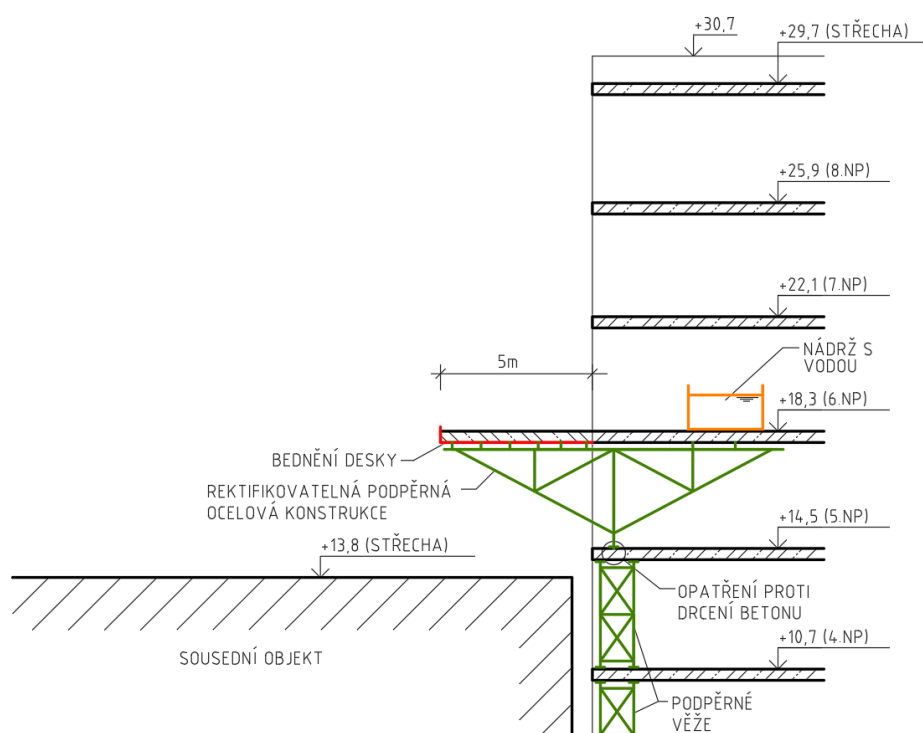 +30,7
+29,7 (STŘECHA)
+25,9 (8.NP)
+22,1 (7.NP)
NÁDRŽ S
VODOU
5m
+18,3 (6.NP)
BEDNĚNÍ DESKY
REKTIFIKOVATELNÁ PODPĚRNÁ
OCELOVÁ KONSTRUKCE
+14,5 (5.NP)
+13,8 (STŘECHA)
OPATŘENÍ PROTI
DRCENÍ BETONU
SOUSEDNÍ OBJEKT
+10,7 (4.NP)
PODPĚRNÉ
VĚŽE